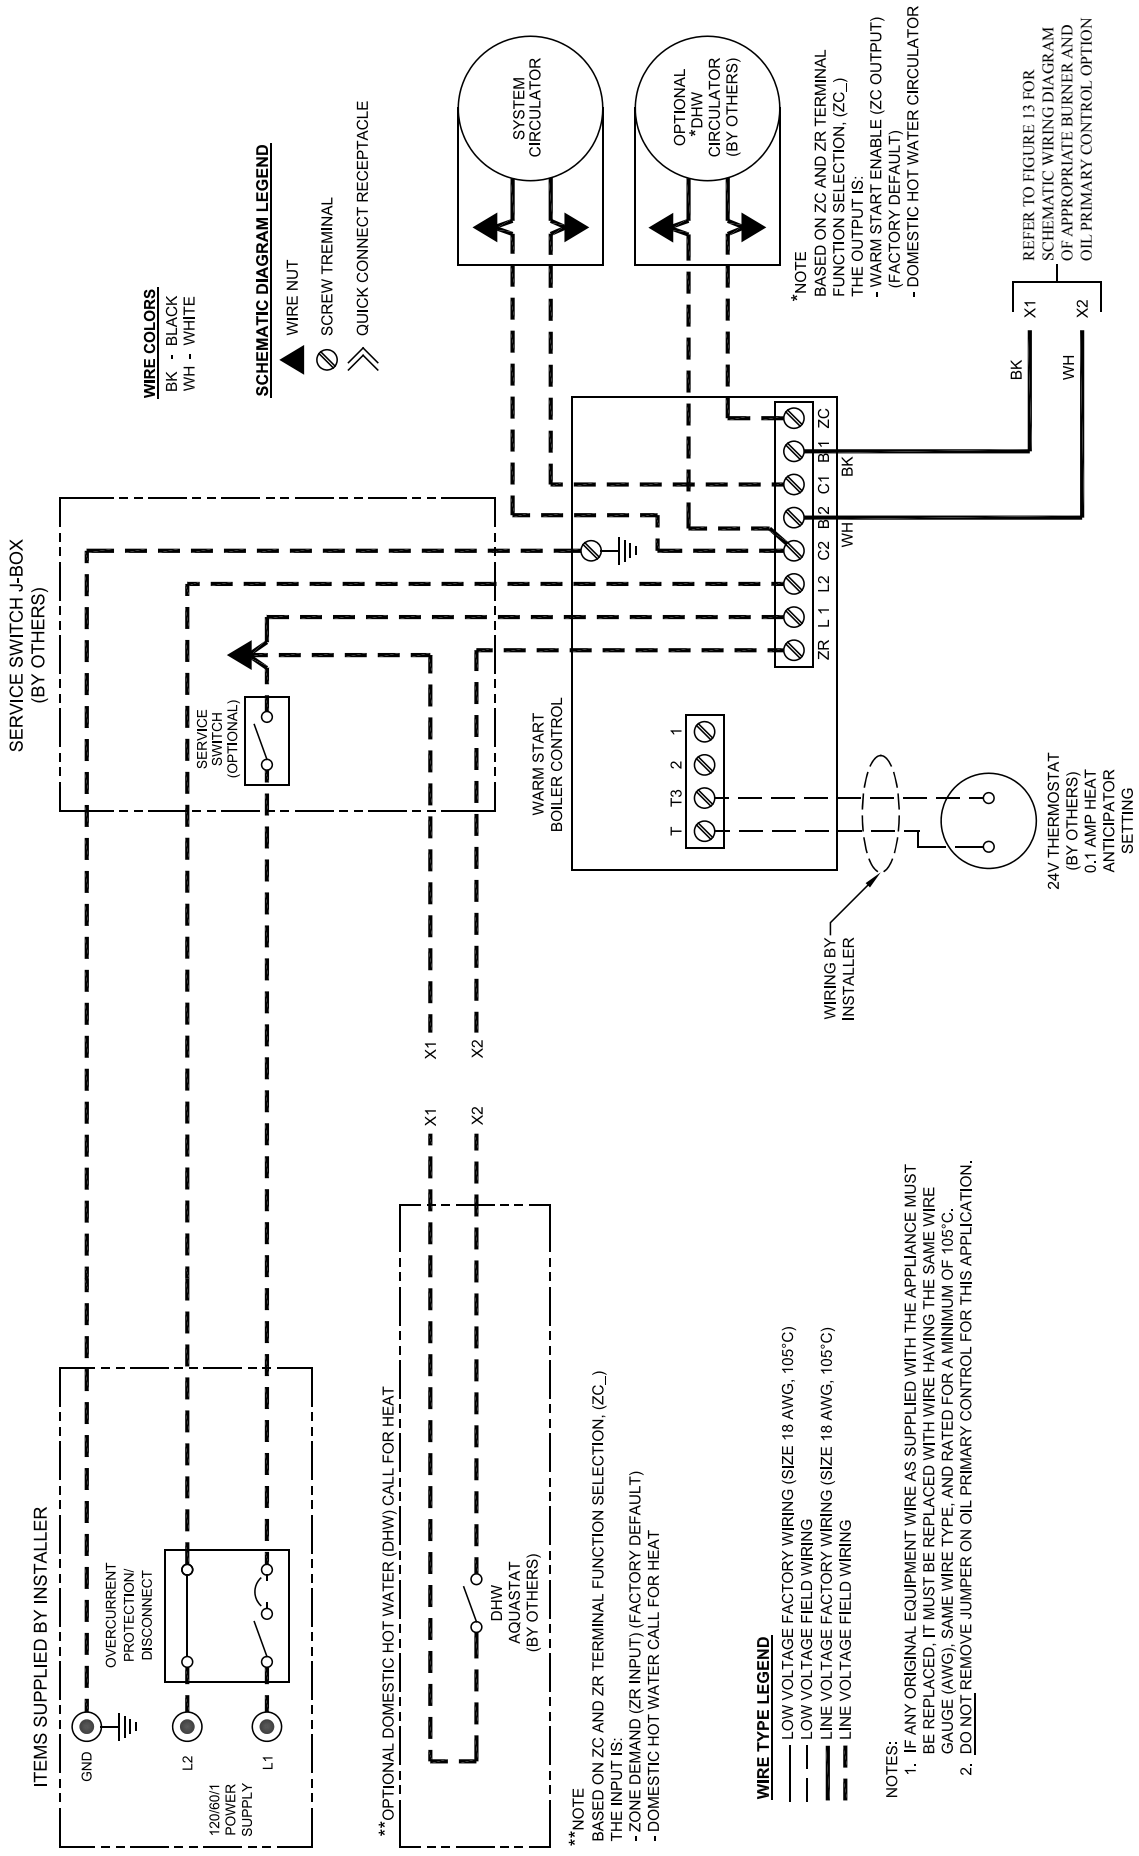 ITEMS SUPPLIED BY INSTALLER
GND
L2
L1
120/60/1
POWER
SUPPLY
OVERCURRENT
PROTECTION/
DISCONNECT
SERVICE SWITCH J-BOX
(BY OTHERS)
SERVICE
SWITCH
(OPTIONAL)
WIRE COLORS
BK - BLACK
WH - WHITE
SCHEMATIC DIAGRAM LEGEND
WIRE NUT
SCREW TREMINAL
QUICK CONNECT RECEPTACLE
**OPTIONAL DOMESTIC HOT WATER (DHW) CALL FOR HEAT
DHW
AQUASTAT
(BY OTHERS)
X1
X2
X1
X2
**NOTE
BASED ON ZC AND ZR TERMINAL FUNCTION SELECTION, (ZC_)
THE INPUT IS:
- ZONE DEMAND (ZR INPUT) (FACTORY DEFAULT)
- DOMESTIC HOT WATER CALL FOR HEAT
WARM START
BOILER CONTROL
T
T3
2
1
ZR
L 1
L2
C2
B 2
C1
B 1
ZC
WH
BK
SYSTEM
CIRCULATOR
OPTIONAL
*DHW
CIRCULATOR
(BY OTHERS)
*NOTE
BASED ON ZC AND ZR TERMINAL
FUNCTION SELECTION, (ZC_)
THE OUTPUT IS:
- WARM START ENABLE (ZC OUTPUT)
(FACTORY DEFAULT)
- DOMESTIC HOT WATER CIRCULATOR
BK
WH
X1
X2
REFER TO FIGURE 13 FOR
SCHEMATIC WIRING DIAGRAM
OF APPROPRIATE BURNER AND
OIL PRIMARY CONTROL OPTION
WIRING BY
INSTALLER
24V THERMOSTAT
(BY OTHERS)
0.1 AMP HEAT
ANTICIPATOR
SETTING
WIRE TYPE LEGEND
LOW VOLTAGE FACTORY WIRING (SIZE 18 AWG, 105°C)
LOW VOLTAGE FIELD WIRING
LINE VOLTAGE FACTORY WIRING (SIZE 18 AWG, 105°C)
LINE VOLTAGE FIELD WIRING
NOTES:
1. IF ANY ORIGINAL EQUIPMENT WIRE AS SUPPLIED WITH THE APPLIANCE MUST
BE REPLACED, IT MUST BE REPLACED WITH WIRE HAVING THE SAME WIRE
GAUGE (AWG), SAME WIRE TYPE, AND RATED FOR A MINIMUM OF 105°C.
2. DO NOT REMOVE JUMPER ON OIL PRIMARY CONTROL FOR THIS APPLICATION.